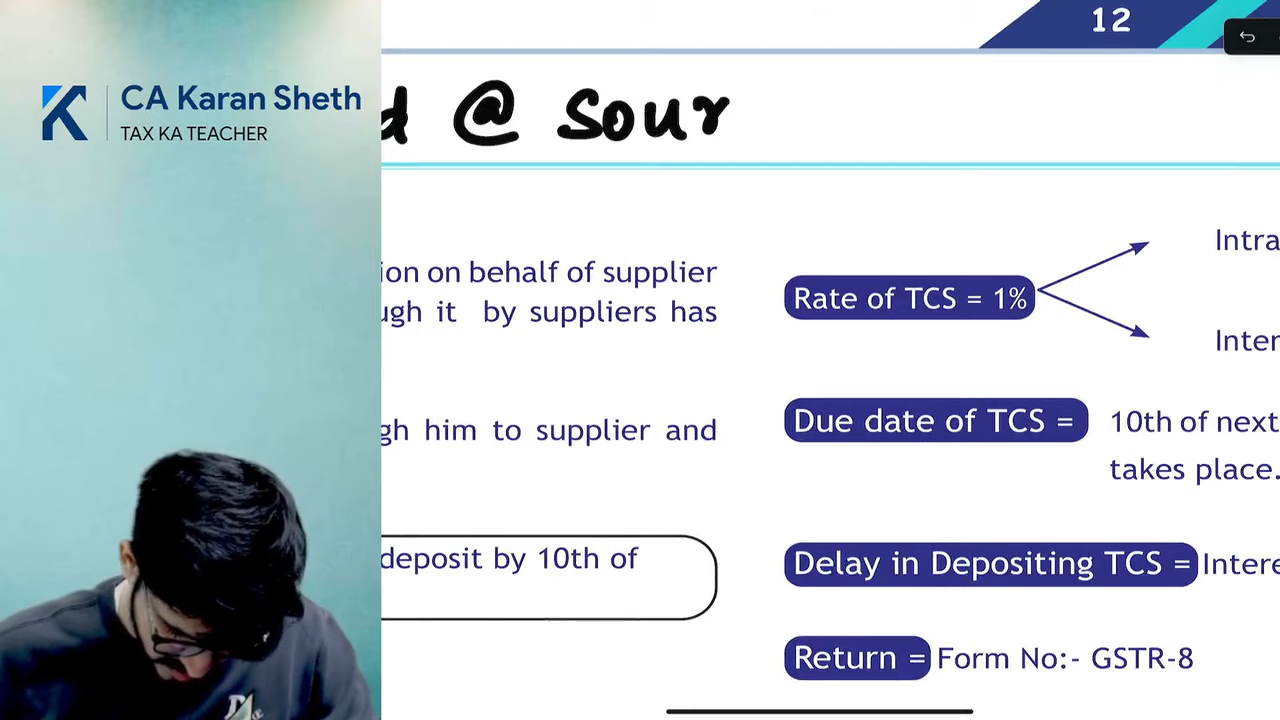 12
CA Karan Sheth
TAX KA TEACHER
d @ Sour
ion on behalf of supplier
ugh it by suppliers has
gh him to supplier and
deposit by 10th of
Rate of TCS = 1%
Intra
Inter
Due date of TCS = 10th of next
takes place.
Delay in Depositing TCS = Intere
Return = Form No:- GSTR-8